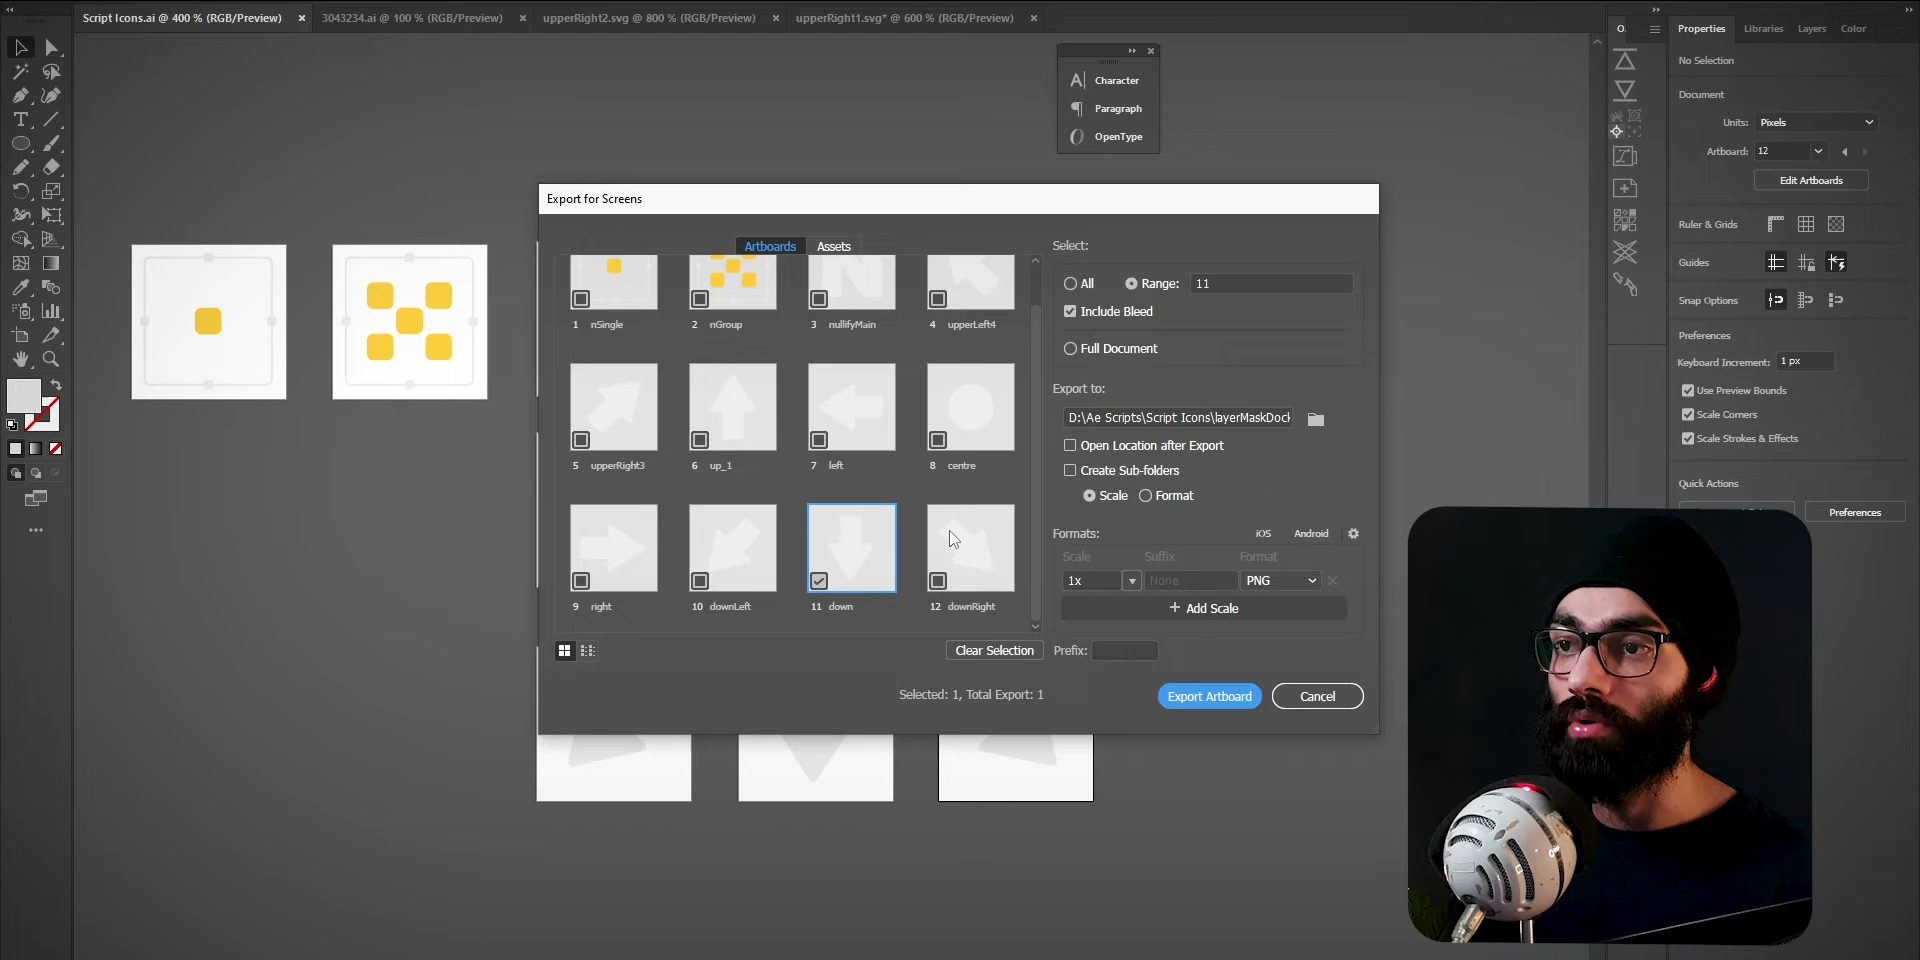 Script Icons.ai @ 400 % (RGB/Preview)
3043234.ai @ 100 % (RGB/Preview)
upperRight2.svg @ 800 % (RGB/Preview)
upperRight1.svg* @ 600 % (RGB/Preview)
O.
Properties
Libraries
Layers
Color
No Selection
Document
Units:
Pixels
Artboard:
12
Edit Artboards
Ruler & Grids
Guides
Snap Options
Preferences
Keyboard Increment:
1 px
Use Preview Bounds
Scale Corners
Scale Strokes & Effects
Quick Actions
Preferences
Character
Paragraph
OpenType
Export for Screens
Artboards
Assets
1 nSingle
2 nGroup
3 nullifyMain
4 upperLeft4
5 upperRight3
6 up_1
7 left
8 centre
9 right
10 downLeft
11 down
12 downRight
Clear Selection
Selected: 1, Total Export: 1
Select:
All
Range:
11
Include Bleed
Full Document
Export to:
D:\Ae Scripts\Script Icons\layerMaskDock
Open Location after Export
Create Sub-folders
Scale
Format
Formats:
iOS
Android
Scale
Suffix
Format
1x
None
PNG
+ Add Scale
Prefix:
Export Artboard
Cancel